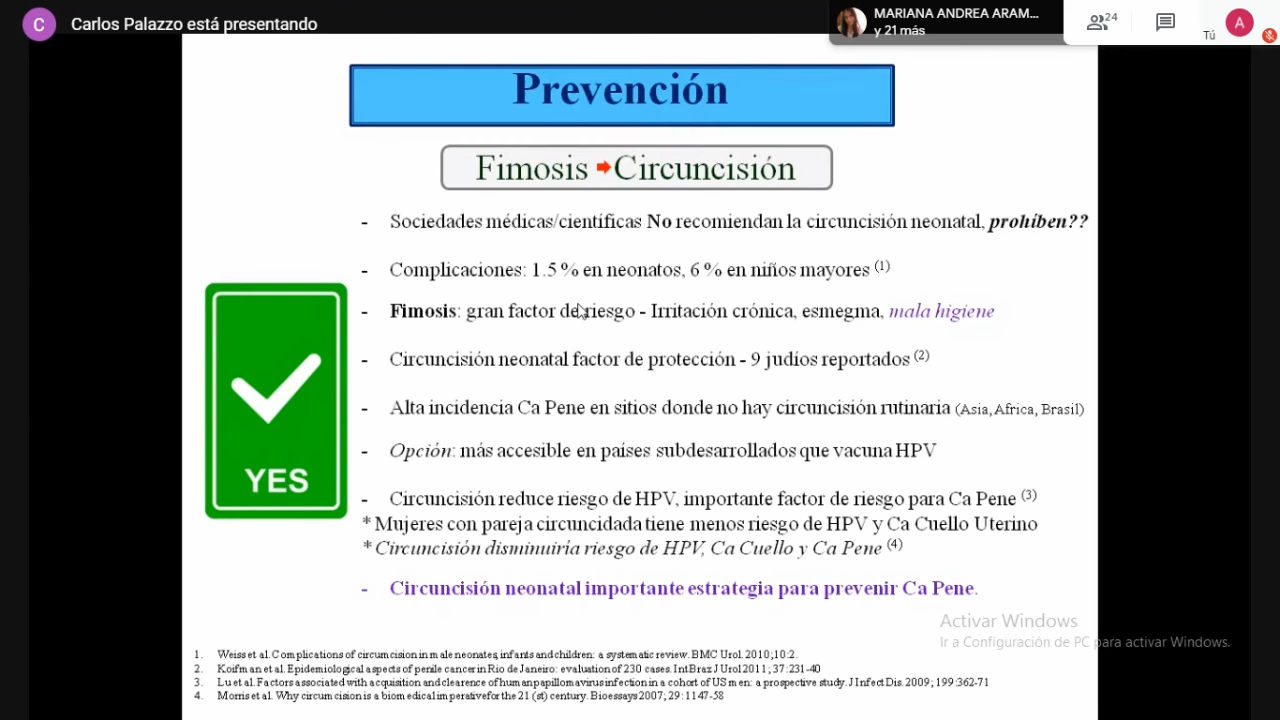 C Carlos Palazzo está presentando
MARIANA ANDREA ARAM...
y 21 más
24
Tú
A
Prevención
Fimosis Circuncisión
- Sociedades médicas/científicas No recomiendan la circuncisión neonatal, prohiben??
- Complicaciones: 1.5 % en neonatos, 6 % en niños mayores (1)
- Fimosis: gran factor de riesgo - Irritación crónica, esmegma, mala higiene
- Circuncisión neonatal factor de protección - 9 judíos reportados (2)
- Alta incidencia Ca Pene en sitios donde no hay circuncisión rutinaria (Asia, Africa, Brasil)
- Opción: más accesible en países subdesarrollados que vacuna HPV
YES
- Circuncisión reduce riesgo de HPV, importante factor de riesgo para Ca Pene (3)
* Mujeres con pareja circuncidada tiene menos riesgo de HPV y Ca Cuello Uterino
* Circuncisión disminuiría riesgo de HPV, Ca Cuello y Ca Pene (4)
- Circuncisión neonatal importante estrategia para prevenir Ca Pene.
Activar Windows
Ir a Configuración de PC para activar Windows.
1. Weiss et al. Complications of circumcision in male neonates, infants and children: a systematic review. BMC Urol. 2010;10:2.
2. Koifman et al. Epidemiological aspects of penile cancer in Rio de Janeiro: evaluation of 230 cases. Int Braz J Urol 2011; 37:231-40
3. Lu et al. Factors associated with acquisition and clearence of human papillomavirus infection in a cohort of US men: a prospective study. J Infect Dis. 2009; 199:362-71
4. Morris et al. Why circumcision is a biomedical imperative for the 21 (st) century. Bioessays 2007; 29:1147-58